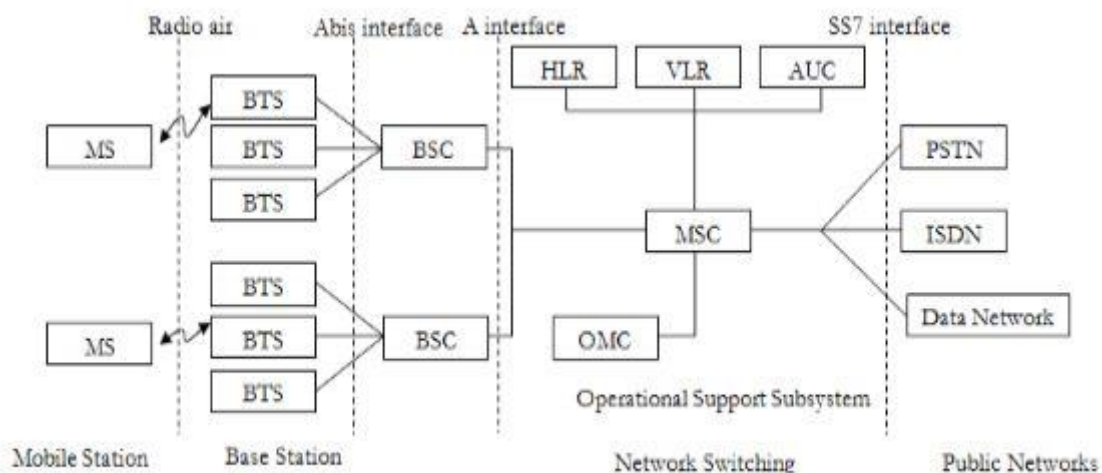 Radio air
Abis interface
A interface
SS7 interface
HLR
VLR
AUC
BTS
MS
BTS
BSC
PSTN
BTS
MSC
ISDN
BTS
MS
BTS
BSC
OMC
Data Network
BTS
Operational Support Subsystem
Mobile Station
Base Station
Network Switching
Public Networks